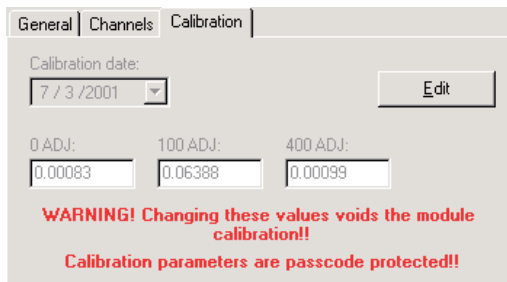 General Channels Calibration
Calibration date:
7 / 3 /2001
Edit
0 ADJ: 100 ADJ: 400 ADJ:
0.00083 0.06388 0.00099
WARNING! Changing these values voids the module
calibration!!
Calibration parameters are passcode protected!!